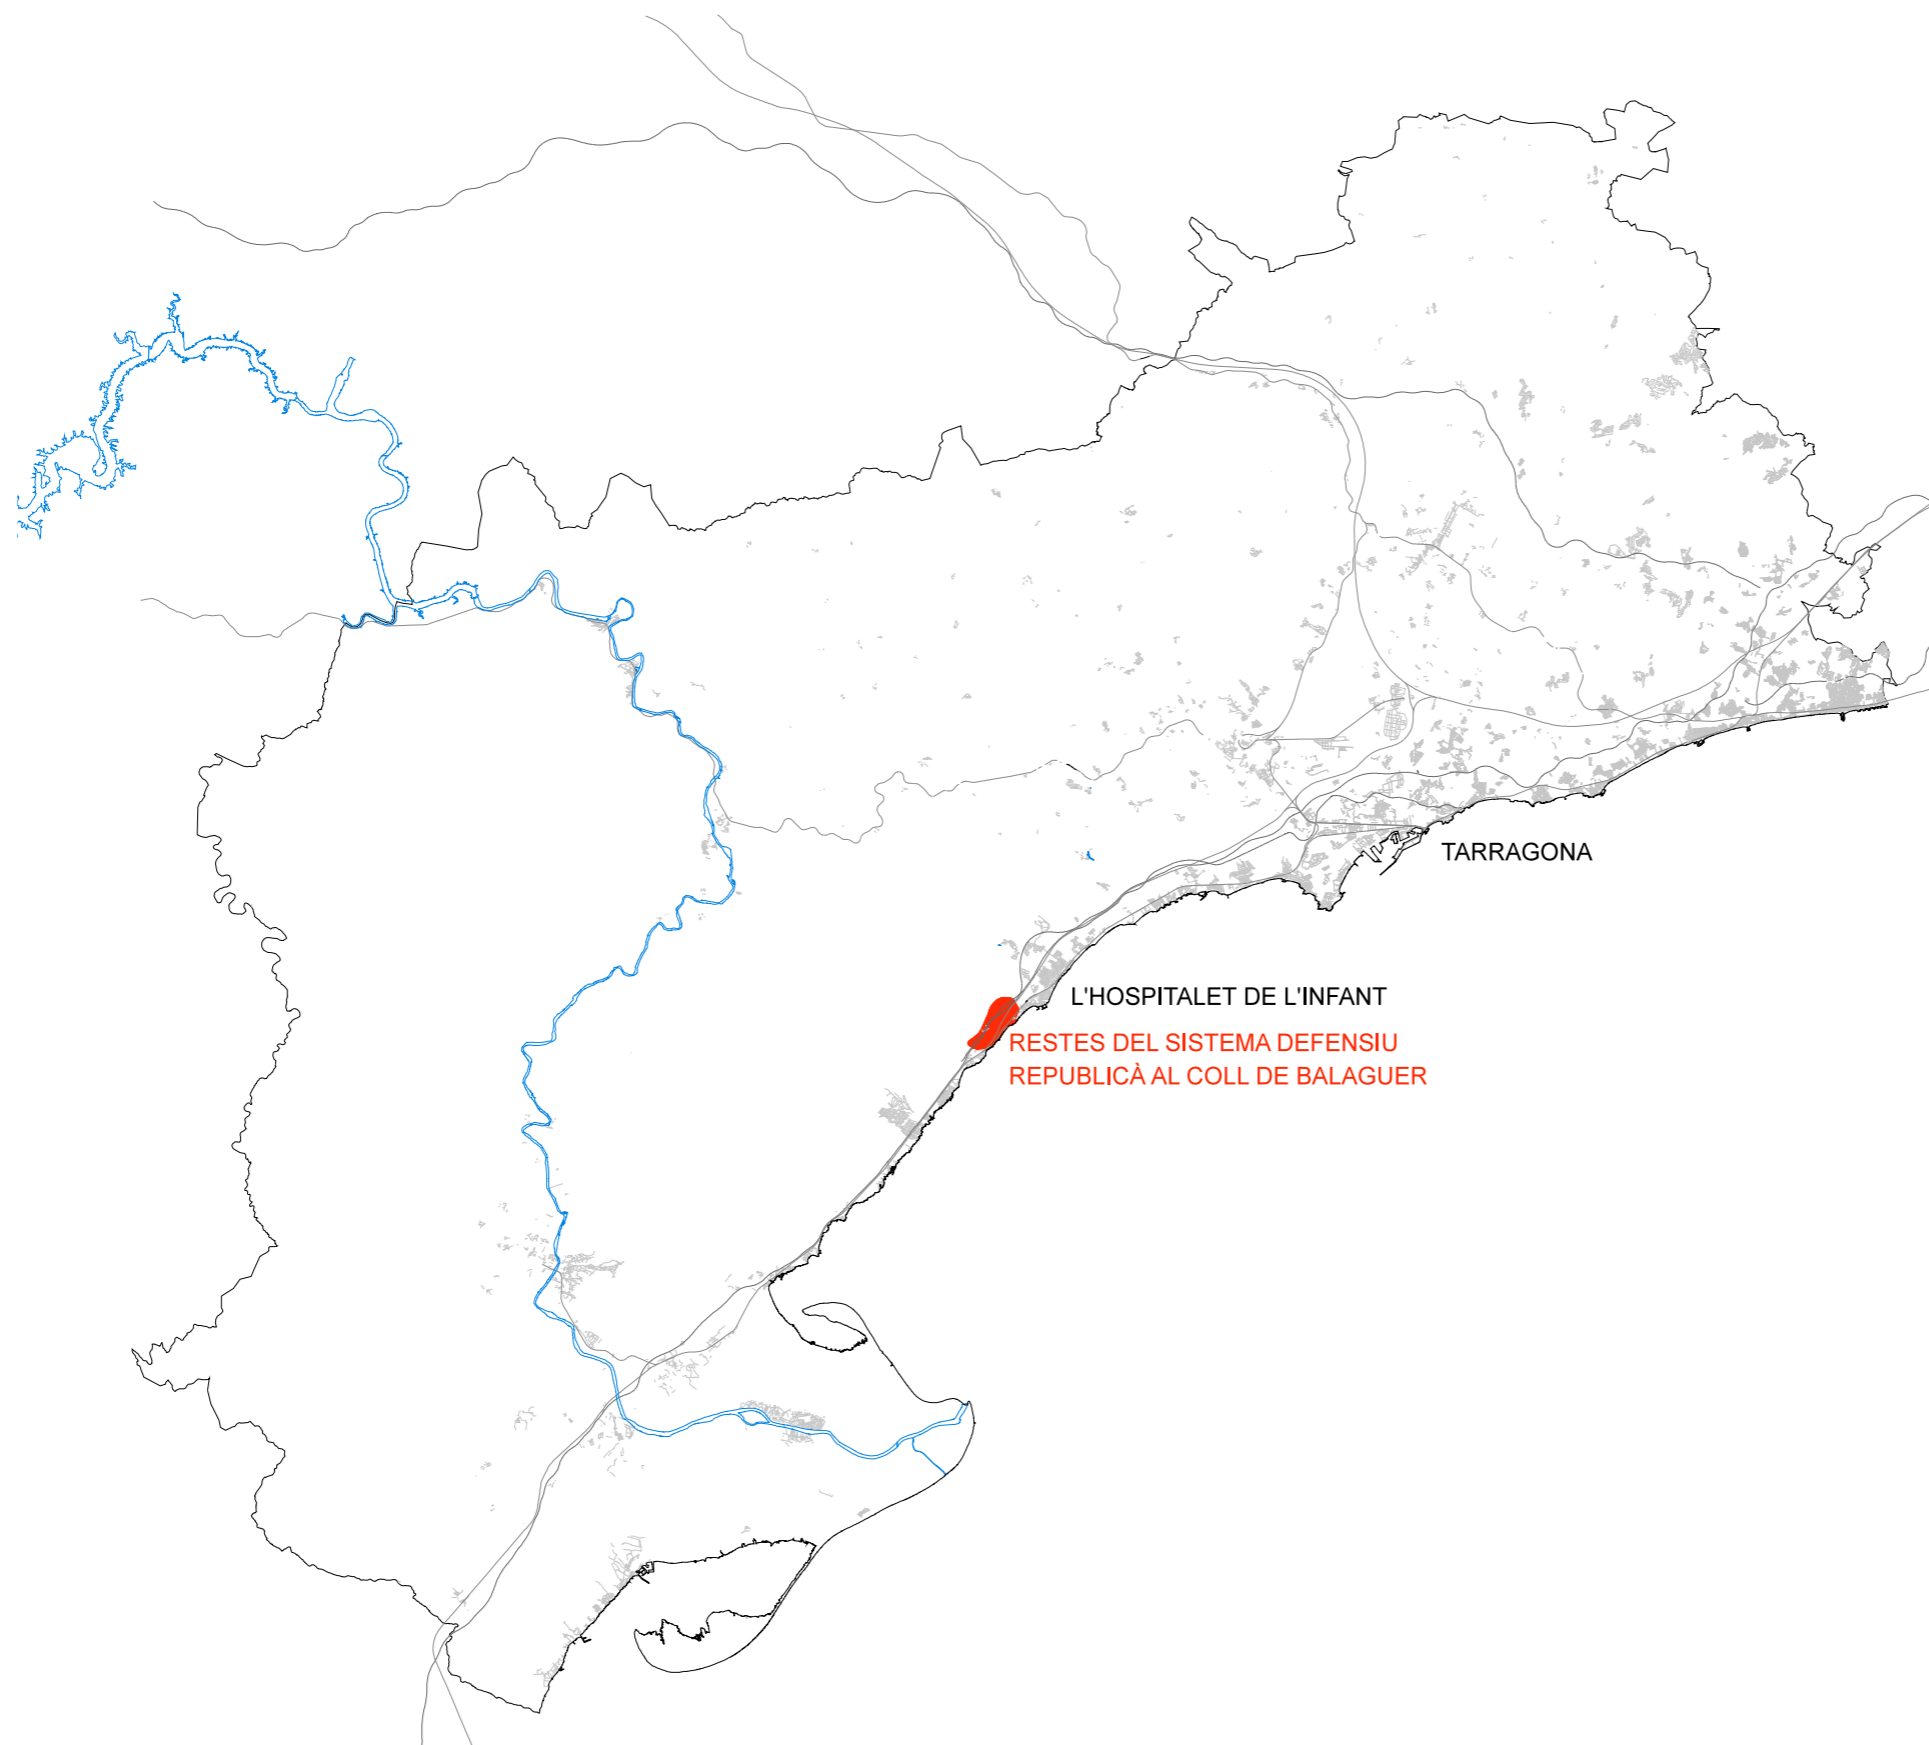 TARRAGONA
L'HOSPITALET DE L'INFANT
RESTES DEL SISTEMA DEFENSIU
REPUBLICÀ AL COLL DE BALAGUER